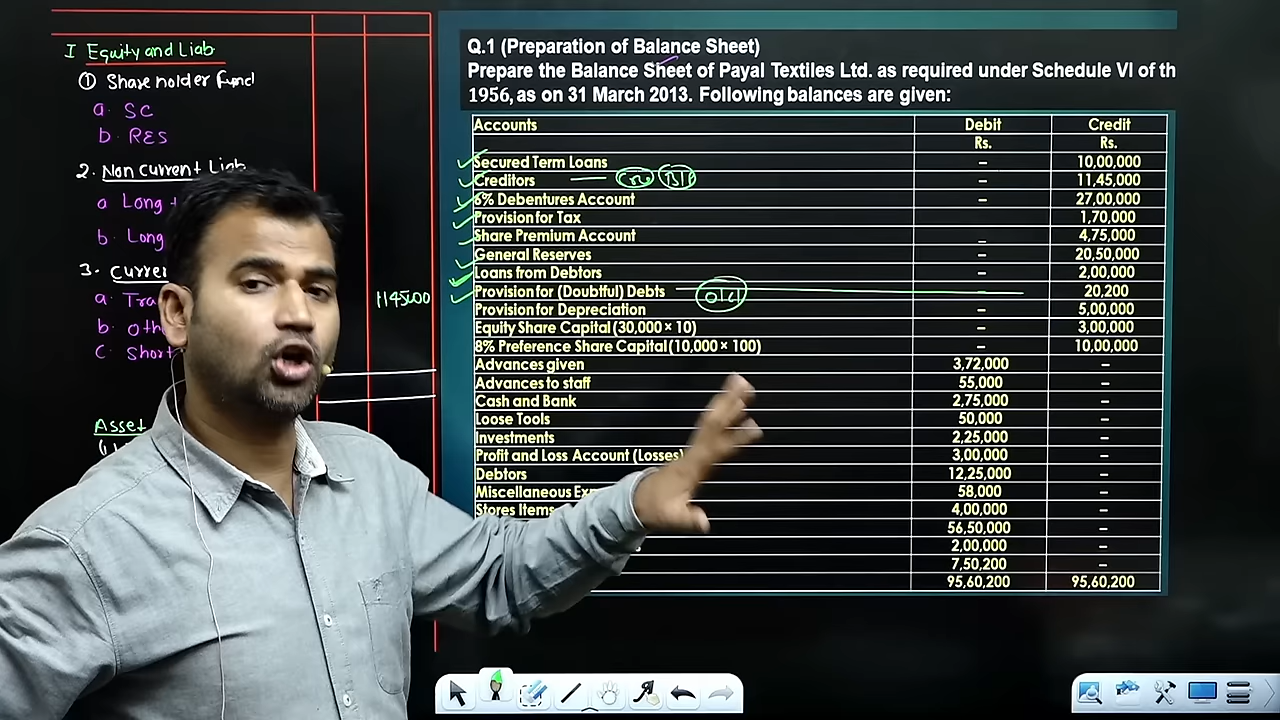 I Equity and Liab
① Share holder fund
a. SC
b. RES
2. Non current Liab
a Long
b. Long
3. Curre
a. Tra
b. oth
C. Short
1145000
Asset
Q.1 (Preparation of Balance Sheet)
Prepare the Balance Sheet of Payal Textiles Ltd. as required under Schedule VI of th
1956, as on 31 March 2013. Following balances are given:
Accounts Debit Credit
Rs. Rs.
Secured Term Loans – 10,00,000
Creditors – 11,45,000
6% Debentures Account – 27,00,000
Provision for Tax 1,70,000
Share Premium Account – 4,75,000
General Reserves – 20,50,000
Loans from Debtors – 2,00,000
Provision for (Doubtful) Debts old 20,200
Provision for Depreciation – 5,00,000
Equity Share Capital (30,000 × 10) – 3,00,000
8% Preference Share Capital (10,000 × 100) – 10,00,000
Advances given 3,72,000 –
Advances to staff 55,000 –
Cash and Bank 2,75,000 –
Loose Tools 50,000 –
Investments 2,25,000 –
Profit and Loss Account (Losses) 3,00,000 –
Debtors 12,25,000 –
Miscellaneous Ex 58,000 –
Stores Items 4,00,000 –
56,50,000 –
2,00,000 –
7,50,200 –
95,60,200 95,60,200